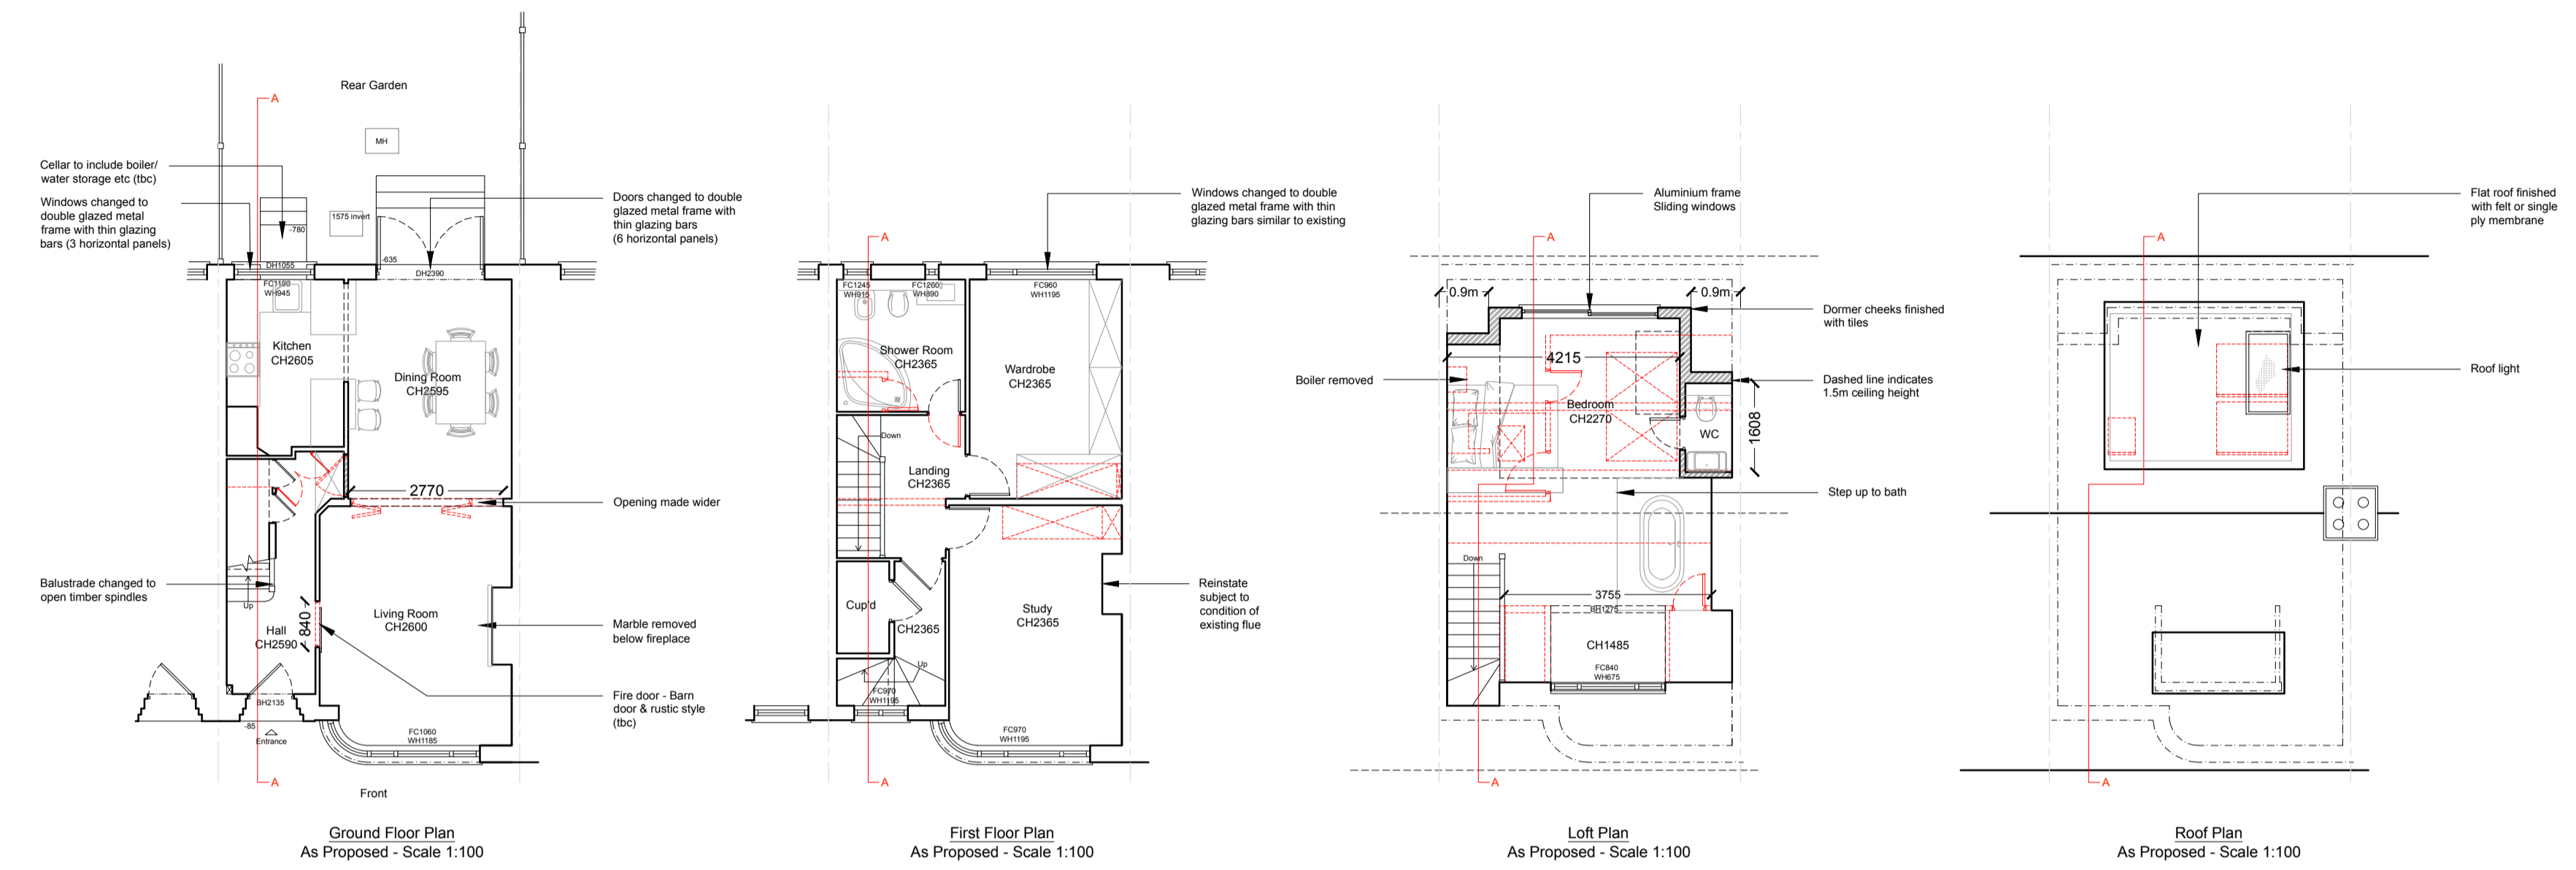 Rear Garden
A
MH
Cellar to include boiler/
water storage etc (tbc)
Windows changed to
double glazed metal
frame with thin glazing
bars (3 horizontal panels)
Doors changed to double
glazed metal frame with
thin glazing bars
(6 horizontal panels)
1575 invert
-780
-635
DH1055
DH2390
FC1190
WH945
Kitchen
CH2605
Dining Room
CH2595
2770
Opening made wider
Balustrade changed to
open timber spindles
Up
840
Hall
CH2590
Living Room
CH2600
Marble removed
below fireplace
Fire door - Barn
door & rustic style
(tbc)
BH2135
-85
Entrance
FC1060
WH1185
A
Front
Ground Floor Plan
As Proposed - Scale 1:100
Windows changed to double
glazed metal frame with thin
glazing bars similar to existing
A
FC1245
WH915
FC1260
WH890
FC960
WH1195
Shower Room
CH2365
Wardrobe
CH2365
Down
Landing
CH2365
Reinstate
subject to
condition of
existing flue
Cup'd
CH2365
Study
CH2365
Up
FC970
WH1195
FC970
WH1195
A
First Floor Plan
As Proposed - Scale 1:100
Aluminium frame
Sliding windows
A
0.9m
0.9m
Dormer cheeks finished
with tiles
4215
Boiler removed
Dashed line indicates
1.5m ceiling height
Bedroom
CH2270
WC
1608
Step up to bath
Down
3755
BH1275
CH1485
FC840
WH675
A
Loft Plan
As Proposed - Scale 1:100
Flat roof finished
with felt or single
ply membrane
A
Roof light
A
Roof Plan
As Proposed - Scale 1:100